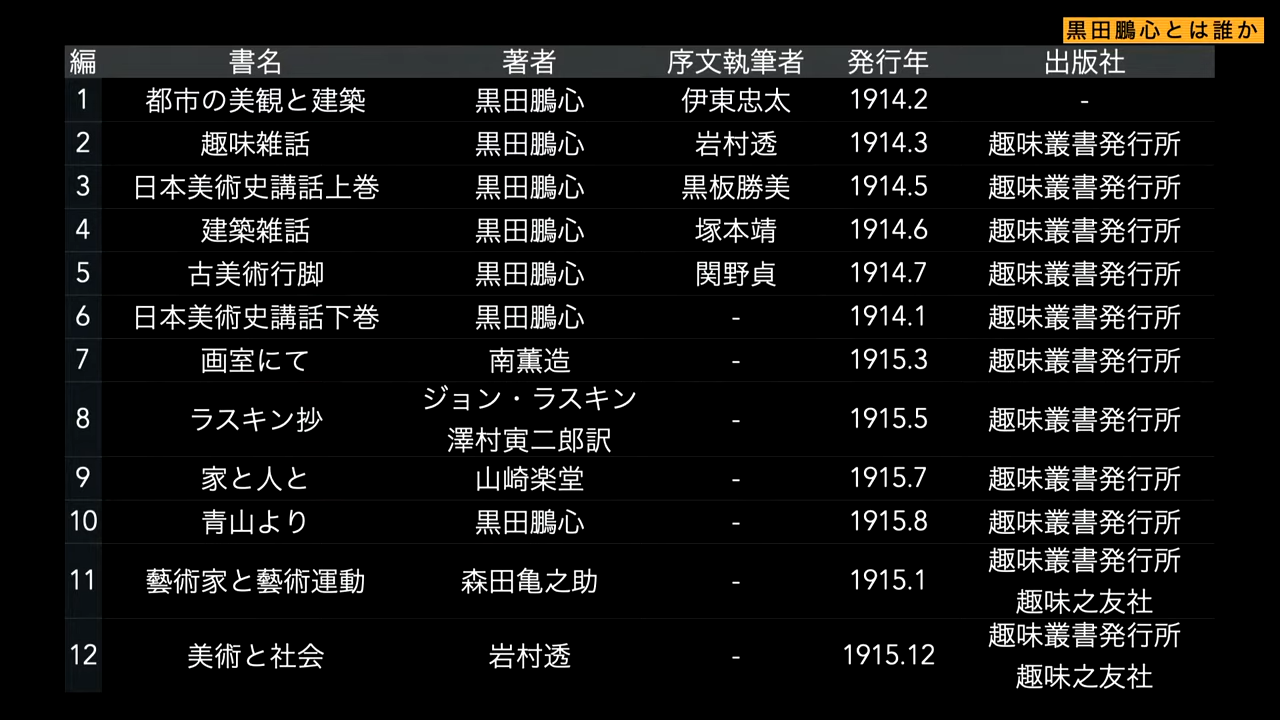 黒田鵬心とは誰か
編 書名 著者 序文執筆者 発行年 出版社
1 都市の美観と建築 黒田鵬心 伊東忠太 1914.2 -
2 趣味雑話 黒田鵬心 岩村透 1914.3 趣味叢書発行所
3 日本美術史講話上巻 黒田鵬心 黒板勝美 1914.5 趣味叢書発行所
4 建築雑話 黒田鵬心 塚本靖 1914.6 趣味叢書発行所
5 古美術行脚 黒田鵬心 関野貞 1914.7 趣味叢書発行所
6 日本美術史講話下巻 黒田鵬心 - 1914.1 趣味叢書発行所
7 画室にて 南薫造 - 1915.3 趣味叢書発行所
8 ラスキン抄 ジョン・ラスキン - 1915.5 趣味叢書発行所
澤村寅二郎訳
9 家と人と 山崎楽堂 - 1915.7 趣味叢書発行所
10 青山より 黒田鵬心 - 1915.8 趣味叢書発行所
11 藝術家と藝術運動 森田亀之助 - 1915.1 趣味叢書発行所
趣味之友社
12 美術と社会 岩村透 - 1915.12 趣味叢書発行所
趣味之友社